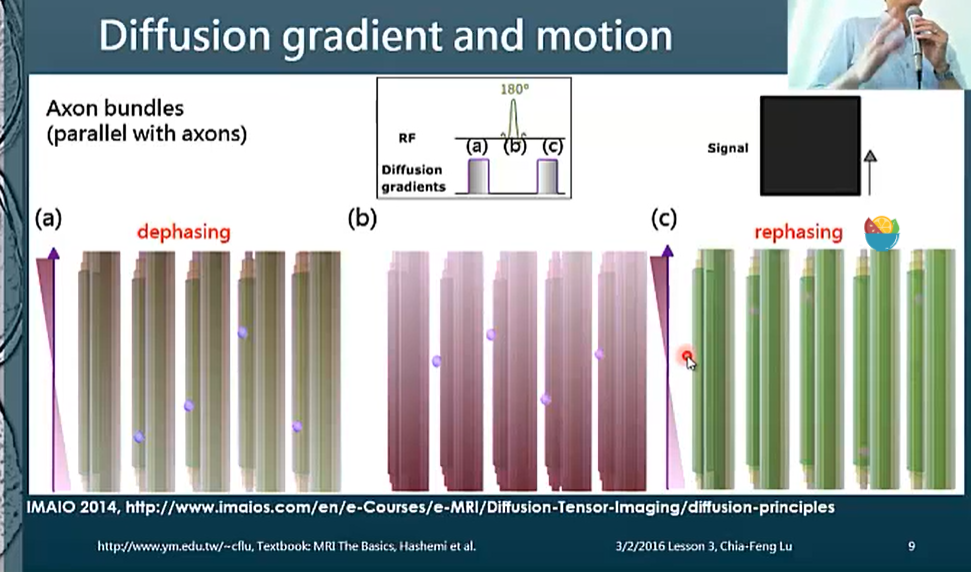 Diffusion gradient and motion
Axon bundles
(parallel with axons)
180°
RF
(a) (b) (c)
Diffusion
gradients
Signal
(a)
dephasing
(b)
(c)
rephasing
IMAIO 2014, http://www.imaios.com/en/e-Courses/e-MRI/Diffusion-Tensor-Imaging/diffusion-principles
http://www.ym.edu.tw/~cflu, Textbook: MRI The Basics, Hashemi et al.
3/2/2016 Lesson 3, Chia-Feng Lu
9